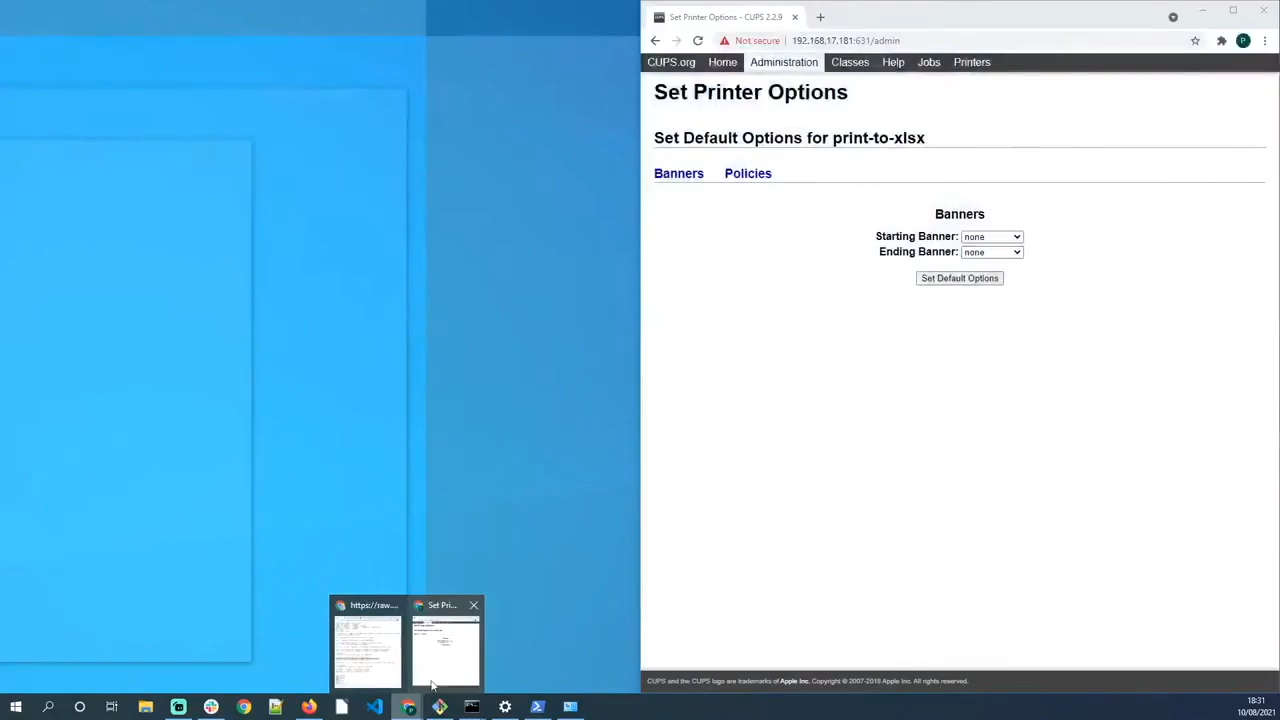 Set Printer Options - CUPS 2.2.9
Not secure
192.168.17.181:631/admin
P
CUPS.org Home Administration Classes Help Jobs Printers
Set Printer Options
Set Default Options for print-to-xlsx
Banners Policies
Banners
Starting Banner: none
Ending Banner: none
Set Default Options
CUPS and the CUPS logo are trademarks of Apple Inc. Copyright © 2007-2018 Apple Inc. All rights reserved.
https://raw....
Set Pri...
18:31
10/08/2021